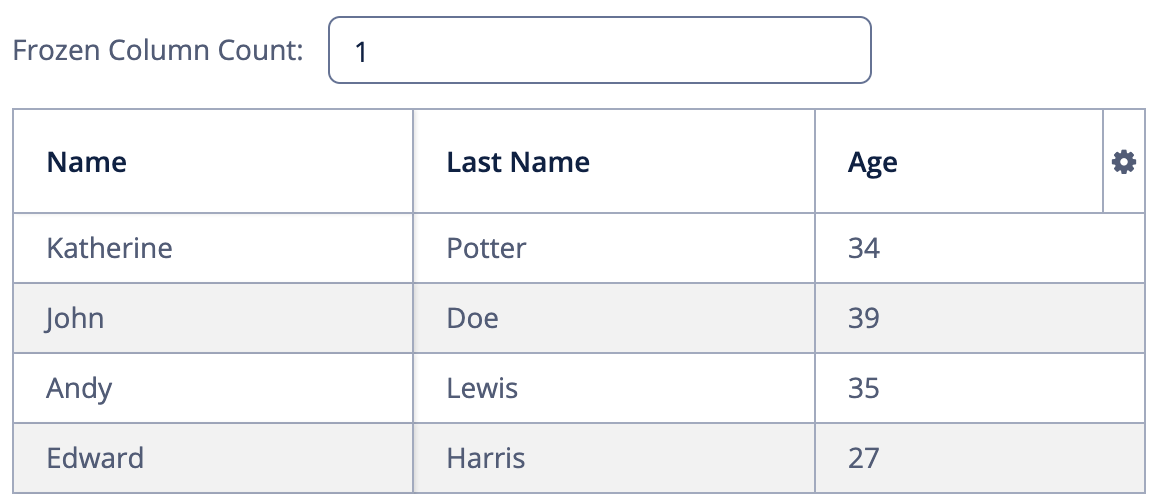 Frozen Column Count: 1
Name Last Name Age
Katherine Potter 34
John Doe 39
Andy Lewis 35
Edward Harris 27